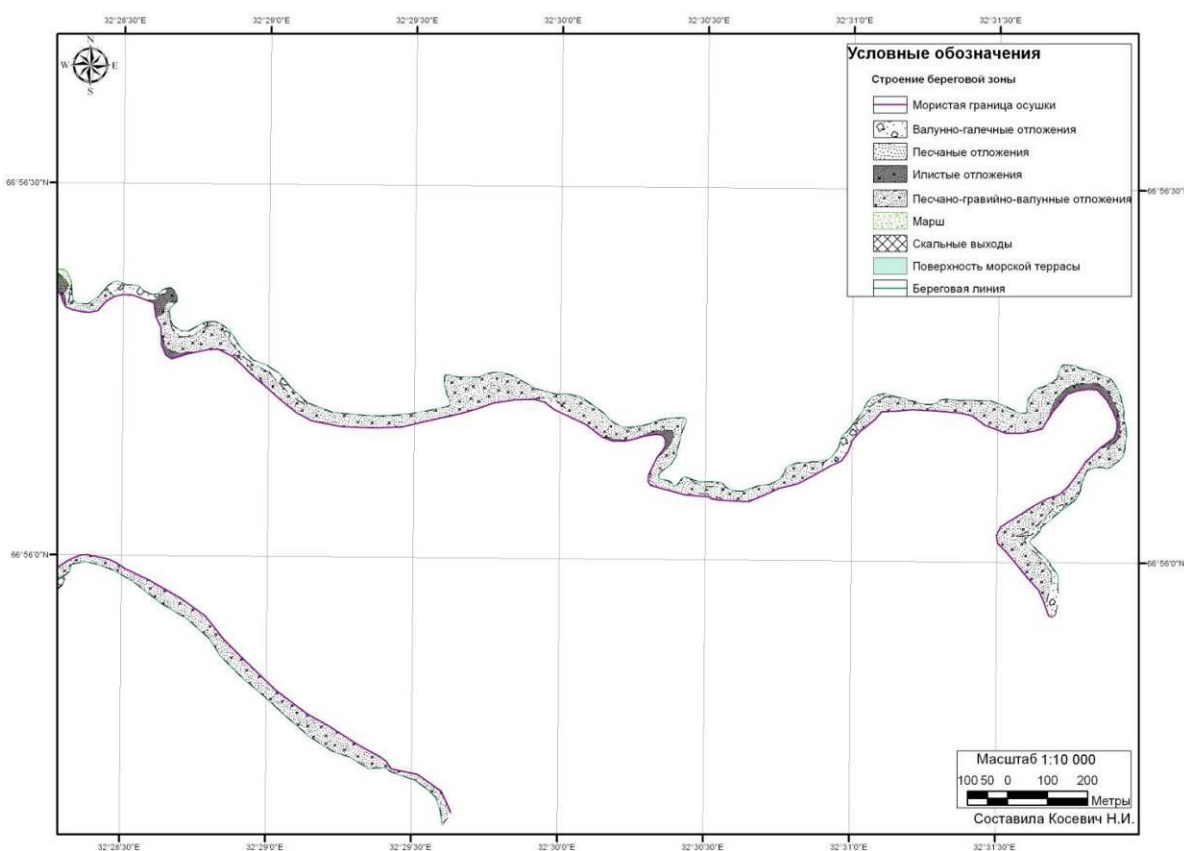 32°28'30"E 32°29'0"E 32°29'30"E 32°30'0"E 32°30'30"E 32°31'0"E 32°31'30"E
N
W E
S
Условные обозначения
Строение береговой зоны
Мористая граница осушки
Валунно-галечные отложения
Песчаные отложения
Илистые отложения
Песчано-гравийно-валунные отложения
Марш
Скальные выходы
Поверхность морской террасы
Береговая линия
66°56'30"N 66°56'30"N
66°56'0"N 66°56'0"N
Масштаб 1:10 000
100 50 0 100 200
Метры
Составила Косевич Н.И.
32°28'30"E 32°29'0"E 32°29'30"E 32°30'0"E 32°30'30"E 32°31'0"E 32°31'30"E